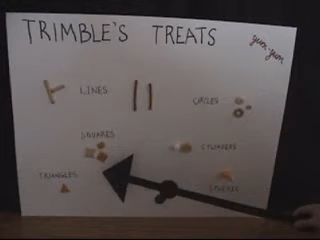 TRIMBLE'S TREATS
yum-yum
LINES
CIRCLES
SQUARES
CYLINDERS
TRIANGLES
SPHERES